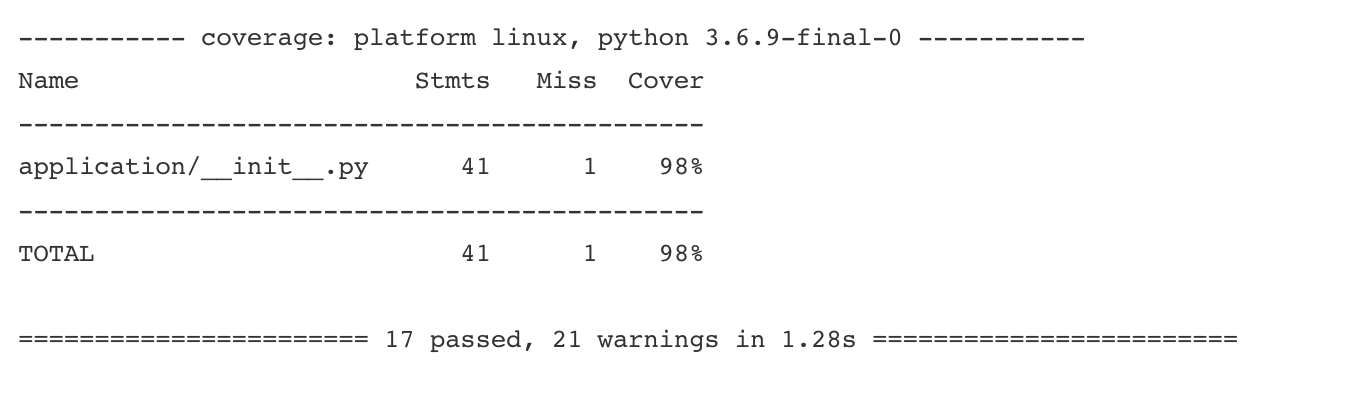 ----------- coverage: platform linux, python 3.6.9-final-0 -----------
Name                      Stmts   Miss  Cover
---------------------------------------------
application/__init__.py      41      1    98%
---------------------------------------------
TOTAL                        41      1    98%

======================= 17 passed, 21 warnings in 1.28s ========================